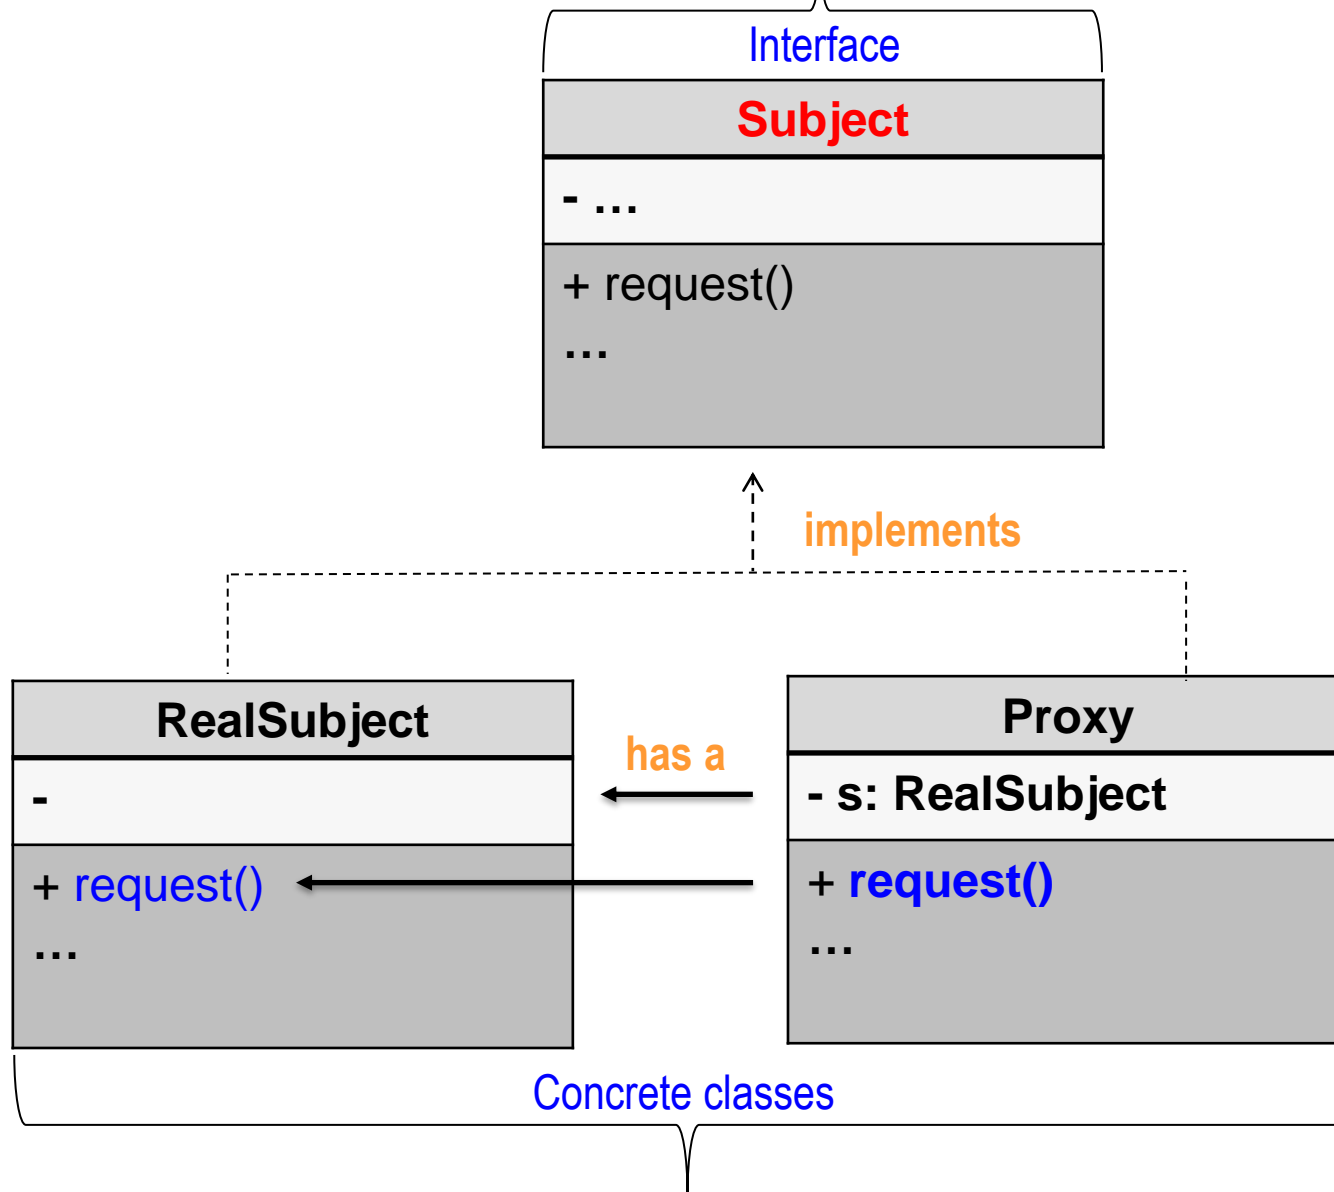 Interface
Subject
- …
+ request()
…
implements
RealSubject
-
+ request()
…
has a
Proxy
- s: RealSubject
+ request()
…
Concrete classes